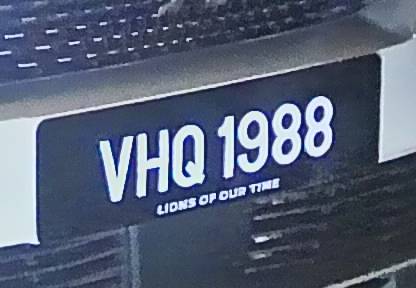 VHQ 1988
LIONS OF OUR TIME